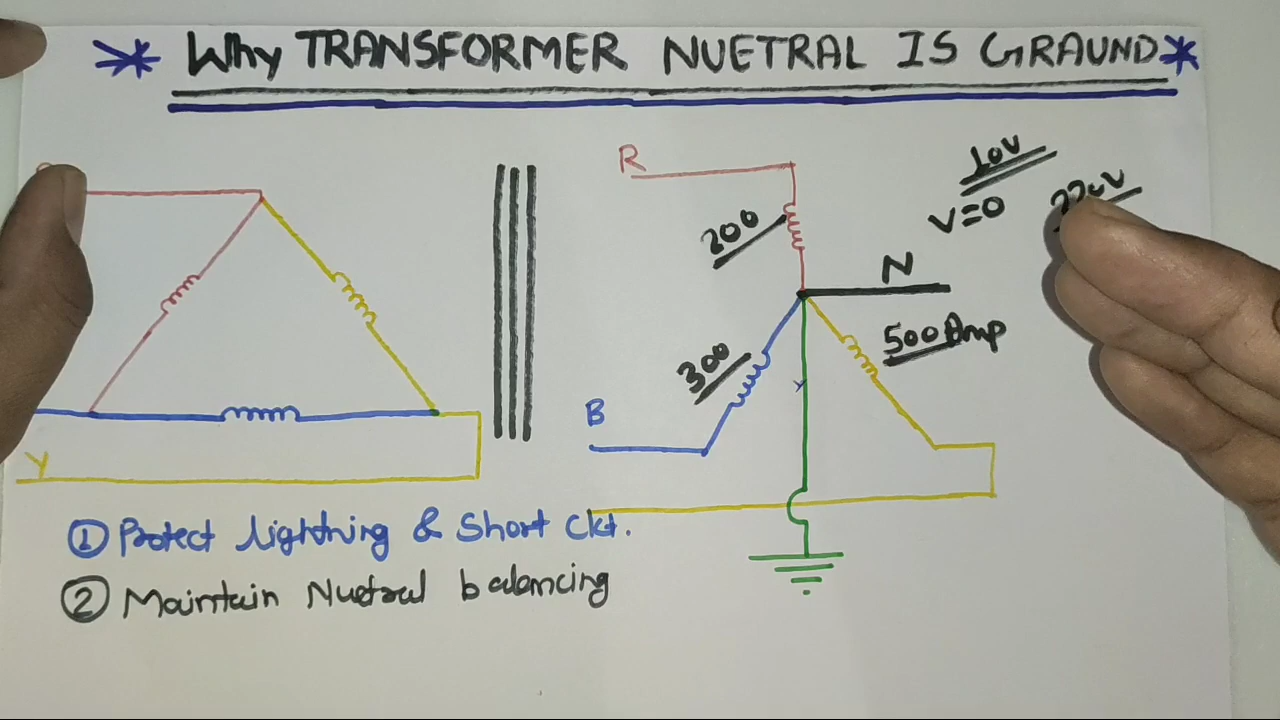 * Why TRANSFORMER NUETRAL IS GRAUND *
R
200
10V
V=0
N
500 Amp
300
B
Y
① Protect lightning & Short Ckt.
② Maintain Nuetral balancing